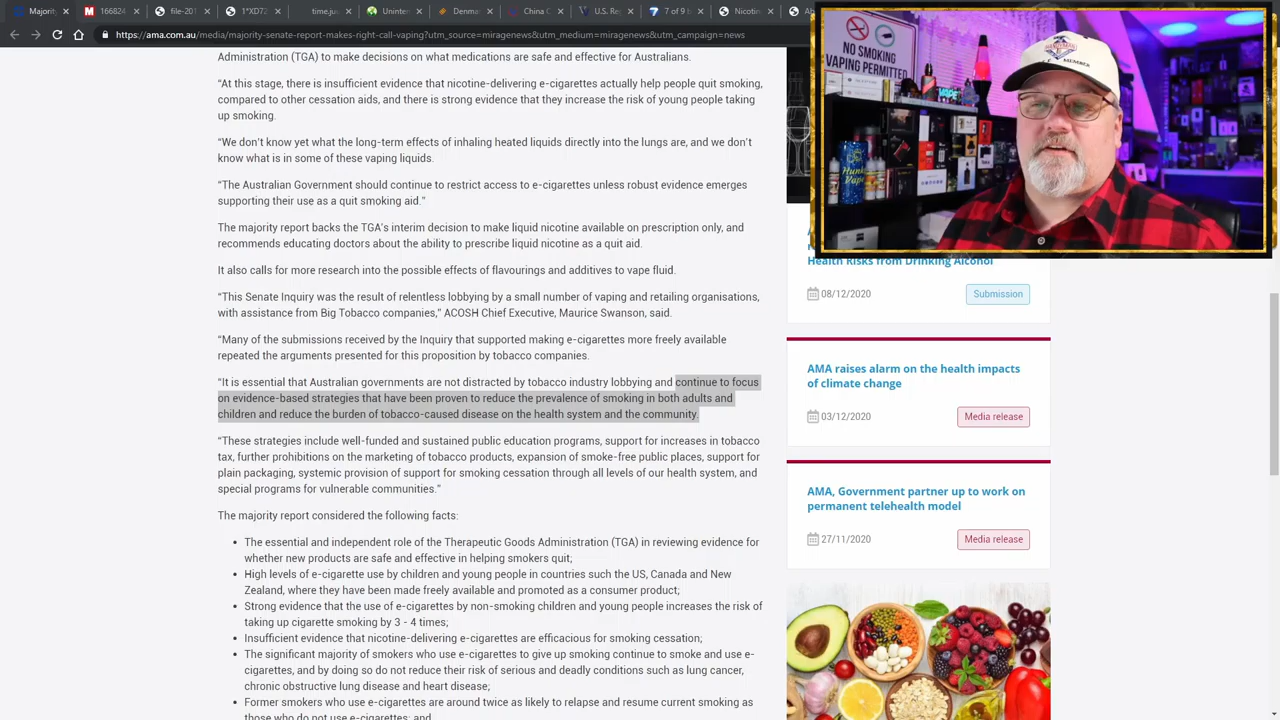 Majorit
166824
file-20
YD77
time.ju
U.S. Re
7 of 9 i
https://ama.com.au/media/majority-senate-report-makes-right-call-vaping?utm_source=miragenews&utm_medium=miragenews&utm_campaign=news
NO SMOKING
VAPING PERMITTED
VAPE
MEMBER
Administration (TGA) to make decisions on what medications are safe and effective for Australians.
“At this stage, there is insufficient evidence that nicotine-delivering e-cigarettes actually help people quit smoking,
compared to other cessation aids, and there is strong evidence that they increase the risk of young people taking
up smoking.
“We don’t know yet what the long-term effects of inhaling heated liquids directly into the lungs are, and we don’t
know what is in some of these vaping liquids.
“The Australian Government should continue to restrict access to e-cigarettes unless robust evidence emerges
supporting their use as a quit smoking aid.”
The majority report backs the TGA’s interim decision to make liquid nicotine available on prescription only, and
recommends educating doctors about the ability to prescribe liquid nicotine as a quit aid.
It also calls for more research into the possible effects of flavourings and additives to vape fluid.
“This Senate Inquiry is the result of relentless lobbying by a small number of vaping and retailing organisations,
with assistance from Big Tobacco companies,” ACOSH Chief Executive, Maurice Swanson, said.
“Many of the submissions received by the Inquiry that supported making e-cigarettes more freely available
repeated the arguments presented for this proposition by tobacco companies.
“It is essential that Australian governments are not distracted by tobacco industry lobbying and continue to focus
on evidence-based strategies that have been shown to reduce the prevalence of smoking in both adults and
children and reduce the burden of tobacco-caused disease on the health system and the community.
“These strategies include well-funded and sustained public education programs, support for increases in tobacco
tax, further prohibitions on the marketing of tobacco products, expansion of smoke-free public places, support for
plain packaging, systemic provision of support for smoking cessation through all levels of our health system, and
special programs for vulnerable communities.”
The majority report considered the following facts:
• The essential and independent role of the Therapeutic Goods Administration (TGA) in reviewing evidence for
whether new products are safe and effective in helping smokers quit;
• High levels of e-cigarette use by children and young people in countries such the US, Canada and New
Zealand, where they have been made freely available and promoted as a consumer product;
• Strong evidence that the use of e-cigarettes by non-smoking children and young people increases the risk of
taking up cigarette smoking by 3 - 4 times;
• Insufficient evidence that nicotine-delivering e-cigarettes are efficacious for smoking cessation;
• The significant majority of smokers who use e-cigarettes to give up smoking continue to smoke and use e-
cigarettes, and by doing so do not reduce their risk of serious and deadly conditions such as lung cancer,
chronic obstructive lung disease and heart disease;
• Former smokers who use e-cigarettes are around twice as likely to relapse and resume current smoking as
those who do not use e-cigarettes; and
Health Risks from Drinking Alcohol
08/12/2020
Submission
AMA raises alarm on the health impacts
of climate change
03/12/2020
Media release
AMA, Government partner up to work on
permanent telehealth model
27/11/2020
Media release